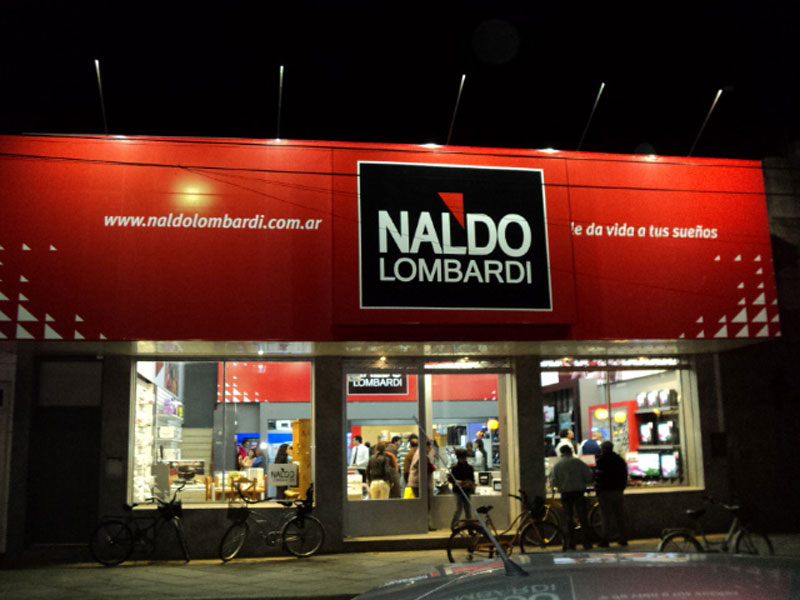 www.naldolombardi.com.ar
NALDO
LOMBARDI
le da vida a tus sueños
LOMBARDI
NALDO